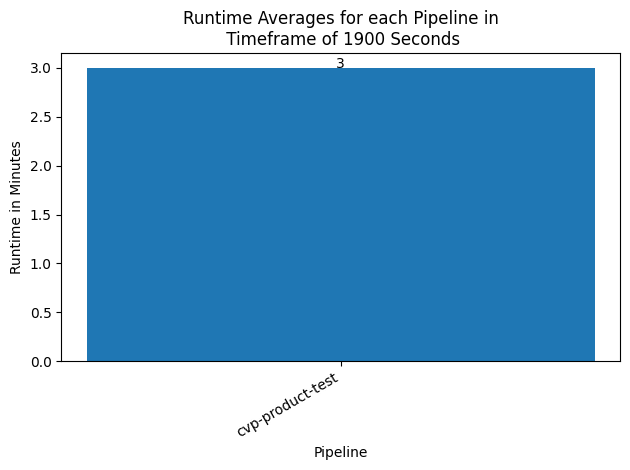 Runtime Averages for each Pipeline in
Timeframe of 1900 Seconds
3
3.0
2.5
2.0
1.5
1.0
0.5
0.0
Runtime in Minutes
cvp-product-test
Pipeline